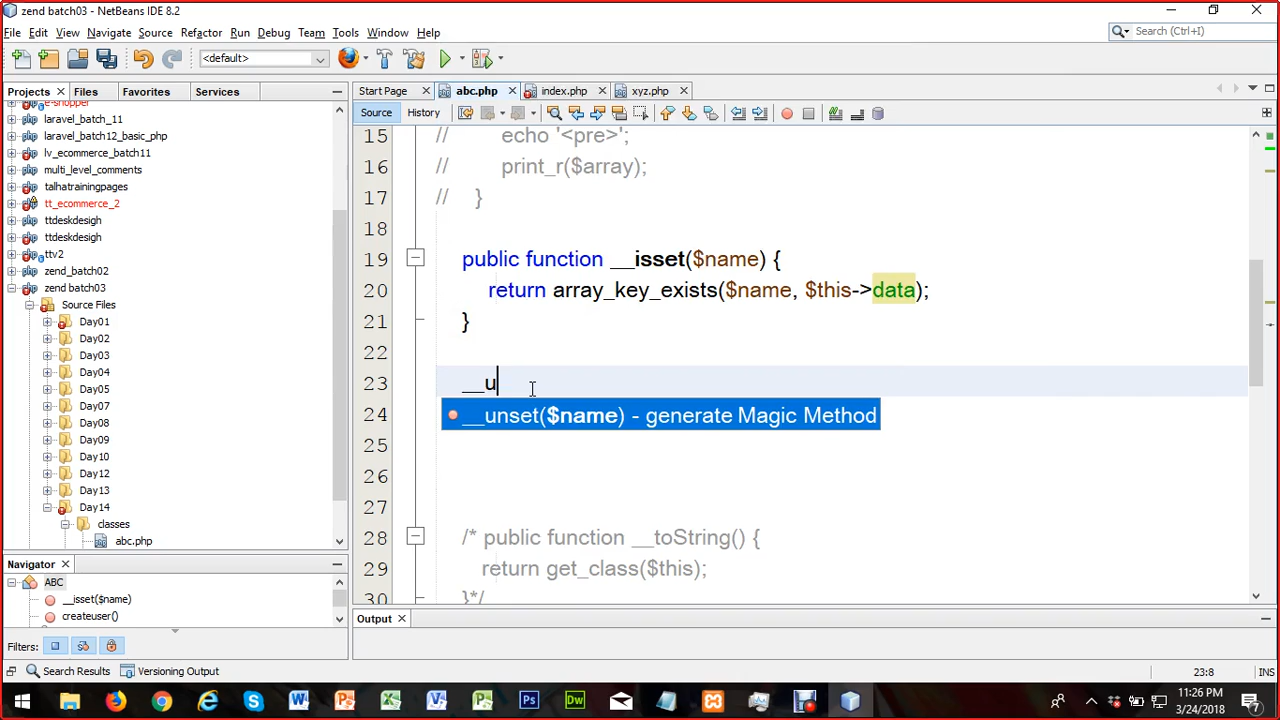 zend batch03 - NetBeans IDE 8.2
File Edit View Navigate Source Refactor Run Debug Team Tools Window Help
Search (Ctrl+I)
<default>
Projects Files Favorites Services
Start Page abc.php index.php xyz.php
Source History
e-shopper
laravel_batch_11
laravel_batch12_basic_php
lv_ecommerce_batch11
multi_level_comments
talhatrainingpages
tt_ecommerce_2
ttdeskdesigh
ttdeskdesigh
ttv2
zend_batch02
zend batch03
Source Files
Day01
Day02
Day03
Day04
Day05
Day06
Day07
Day08
Day09
Day10
Day12
Day13
Day14
classes
abc.php
15 // echo '<pre>';
16 // print_r($array);
17 // }
18
19 public function __isset($name) {
20 return array_key_exists($name, $this->data);
21 }
22
23 __u
24 __unset($name) - generate Magic Method
25
26
27
28 /* public function __toString() {
29 return get_class($this);
30 }*/
Navigator
ABC
__isset($name)
createuser()
Filters:
Output
Search Results Versioning Output
23:8 INS
11:26 PM
3/24/2018
7